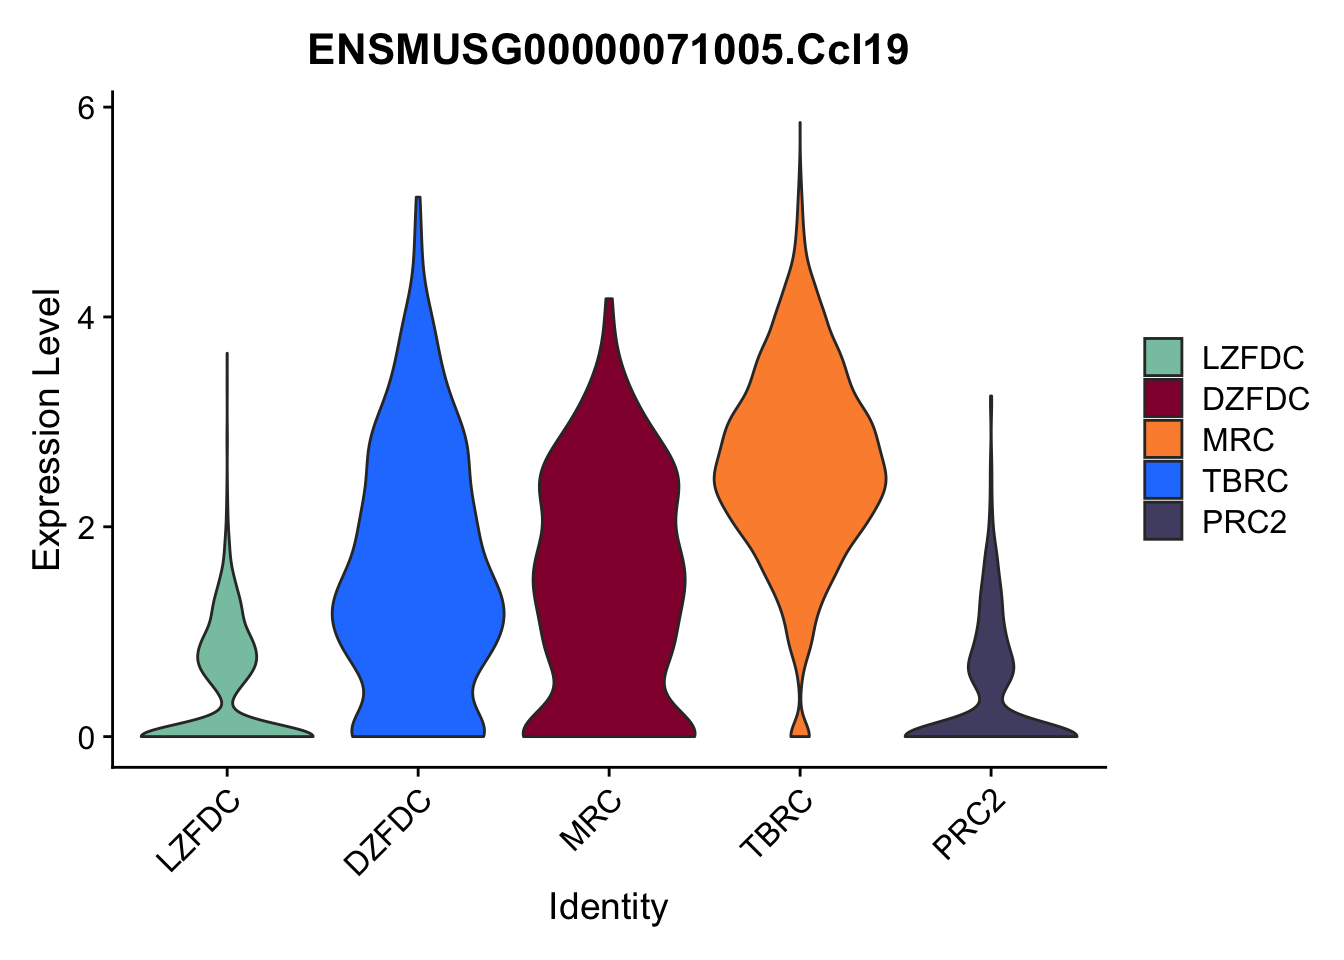 ENSMUSG00000071005.Ccl19
Expression Level
6
4
2
0
LZFDC
DZFDC
MRC
TBRC
PRC2
Identity
LZFDC
DZFDC
MRC
TBRC
PRC2